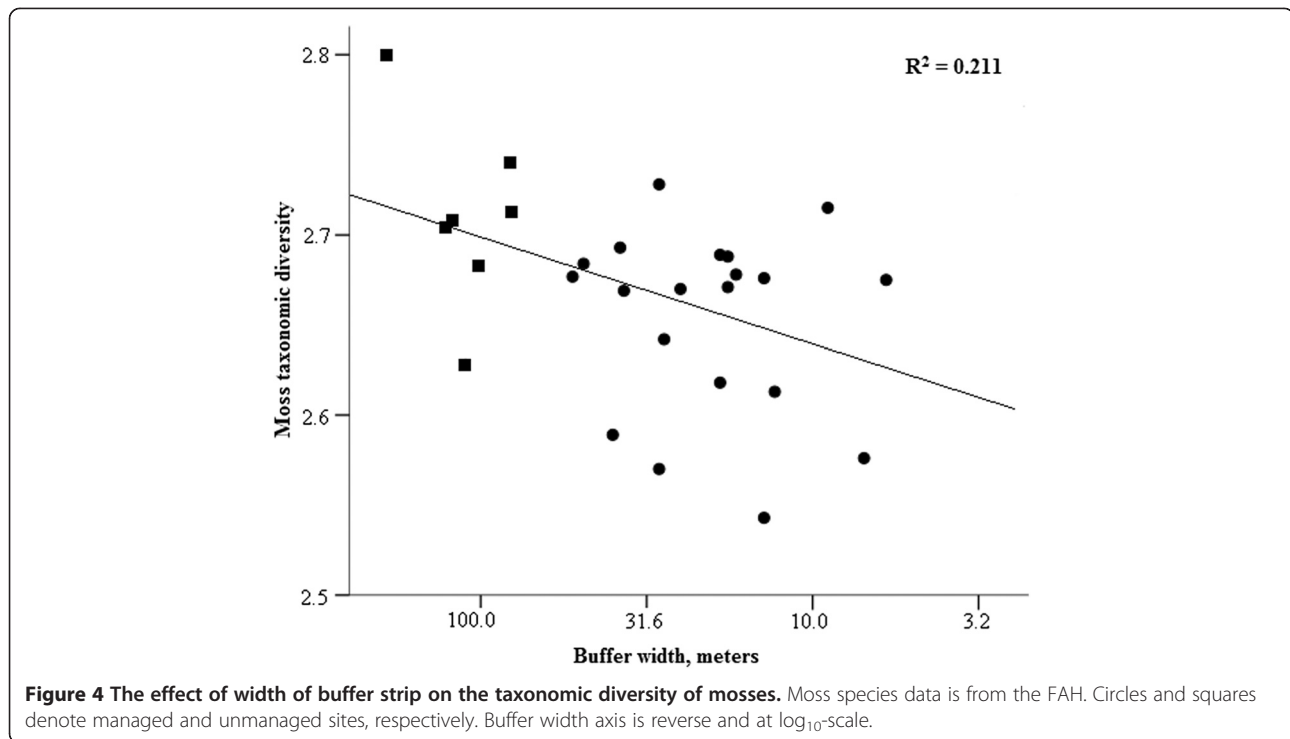 R² = 0.211
2.8
2.7
2.6
2.5
Moss taxonomic diversity
100.0
31.6
10.0
3.2
Buffer width, meters
Figure 4 The effect of width of buffer strip on the taxonomic diversity of mosses. Moss species data is from the FAH. Circles and squares
denote managed and unmanaged sites, respectively. Buffer width axis is reverse and at log₁₀-scale.